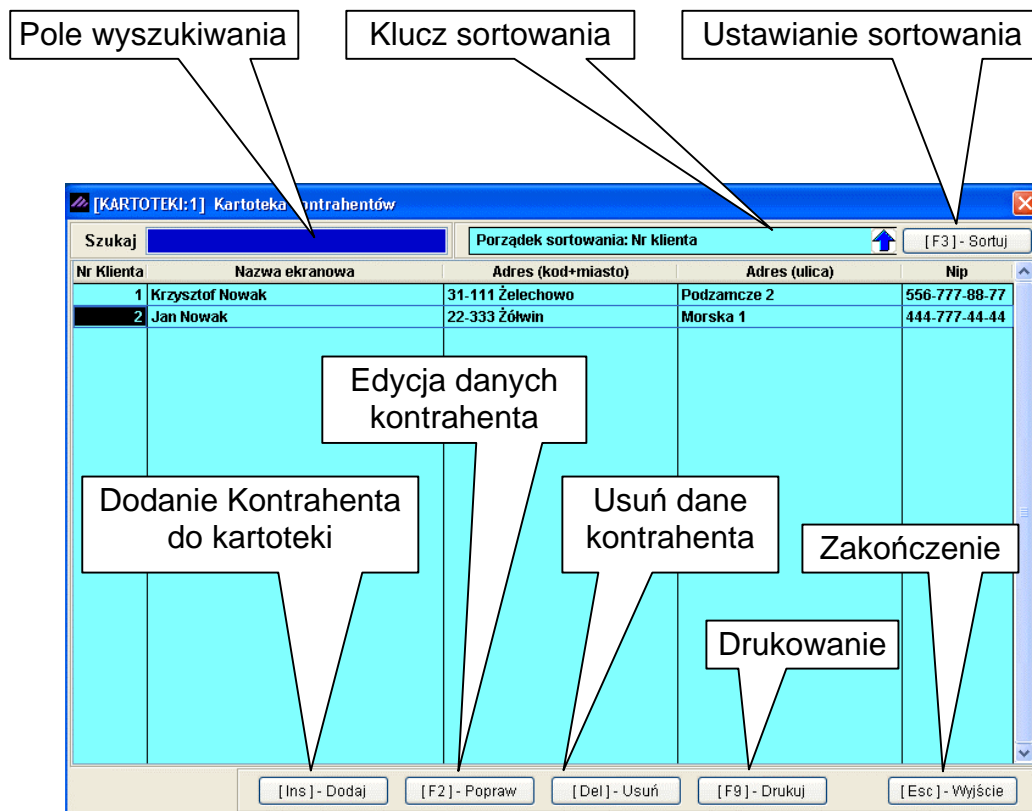 Pole wyszukiwania
Klucz sortowania
Ustawianie sortowania
[KARTOTEKI:1] Kartoteka kontrahentów
Szukaj
Porządek sortowania: Nr klienta
[F3] - Sortuj
Nr Klienta Nazwa ekranowa Adres (kod+miasto) Adres (ulica) Nip
1 Krzysztof Nowak 31-111 Żelechowo Podzamcze 2 556-777-88-77
2 Jan Nowak 22-333 Żółwin Morska 1 444-777-44-44
Edycja danych
kontrahenta
Dodanie Kontrahenta
do kartoteki
Usuń dane
kontrahenta
Zakończenie
Drukowanie
[Ins] - Dodaj [F2] - Popraw [Del] - Usuń [F9] - Drukuj [Esc] - Wyjście